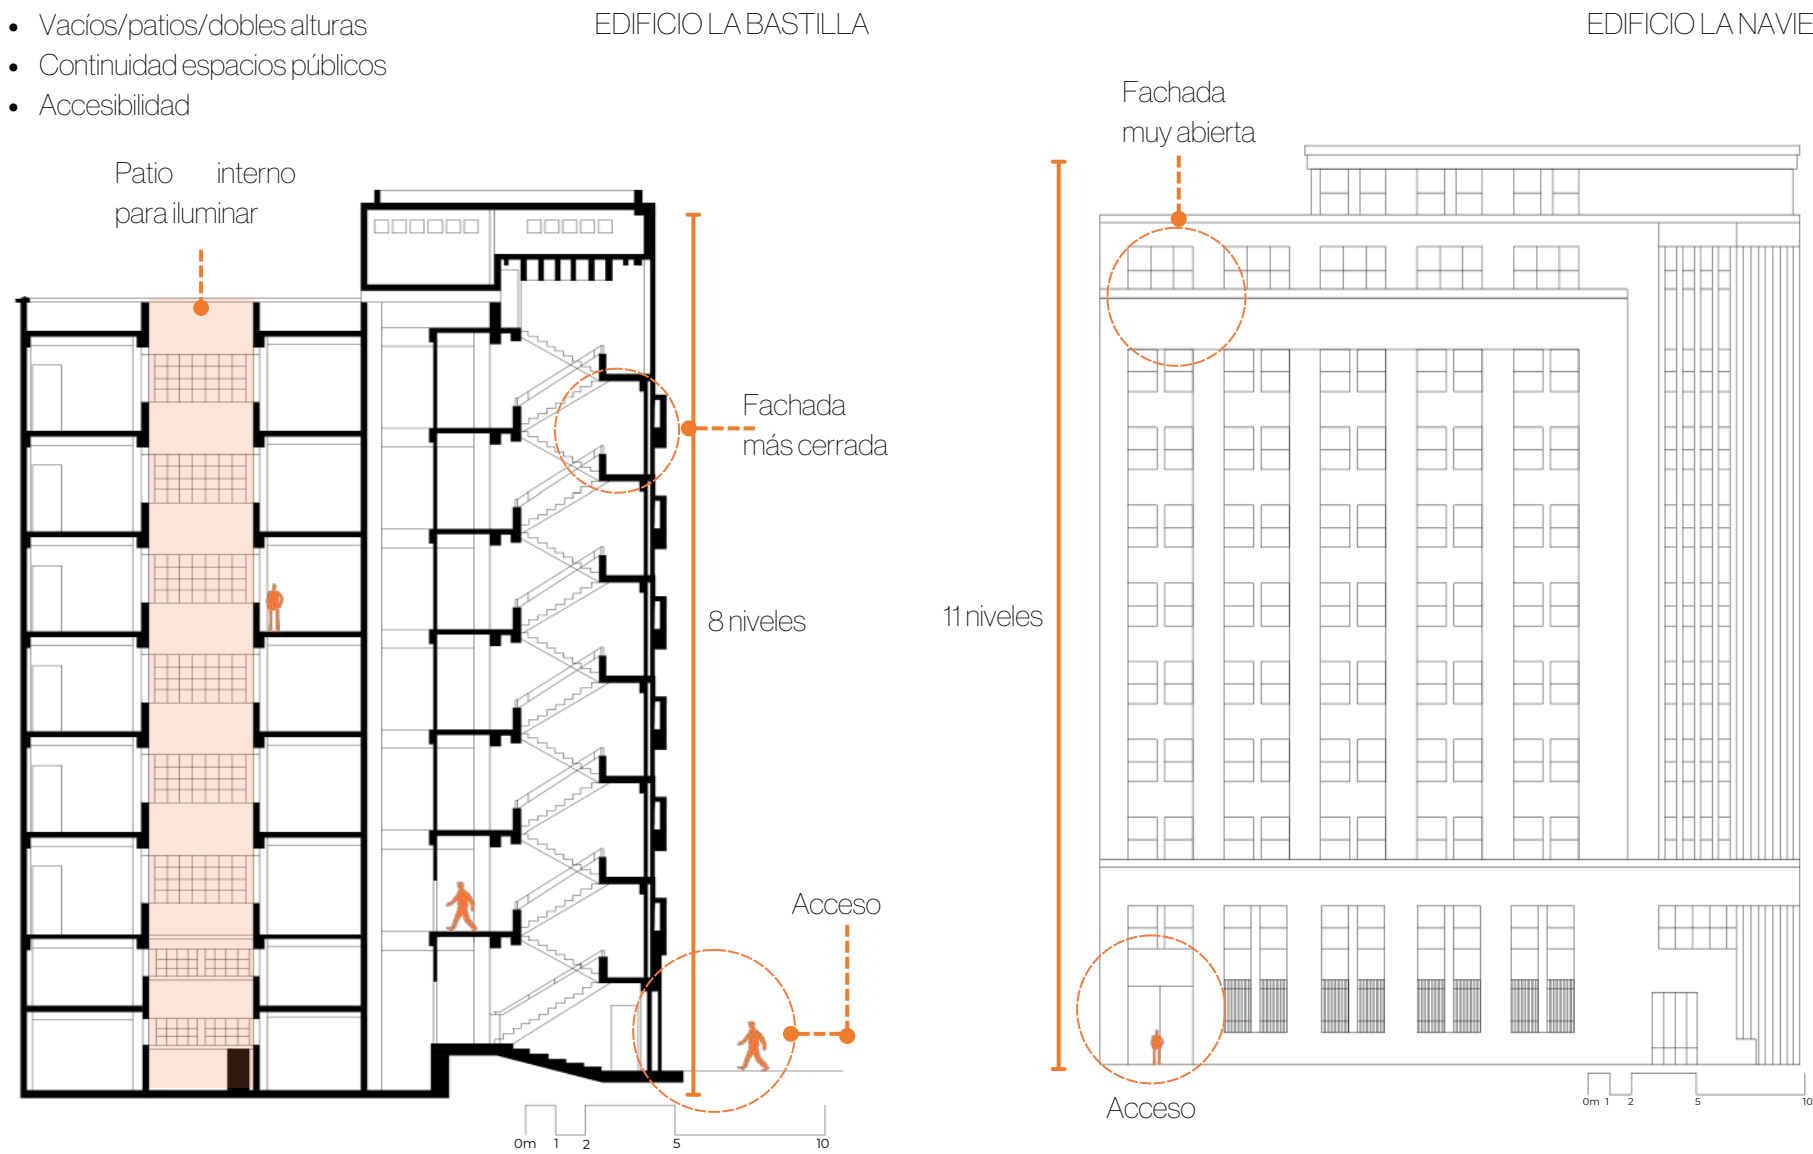 • Vacíos/patios/dobles alturas
• Continuidad espacios públicos
• Accesibilidad
EDIFICIO LA BASTILLA
EDIFICIO LA NAVIE
Patio interno
para iluminar
Fachada
más cerrada
8 niveles
Acceso
0m 1 2 5 10
Fachada
muy abierta
11 niveles
Acceso
0m 1 2 5 10